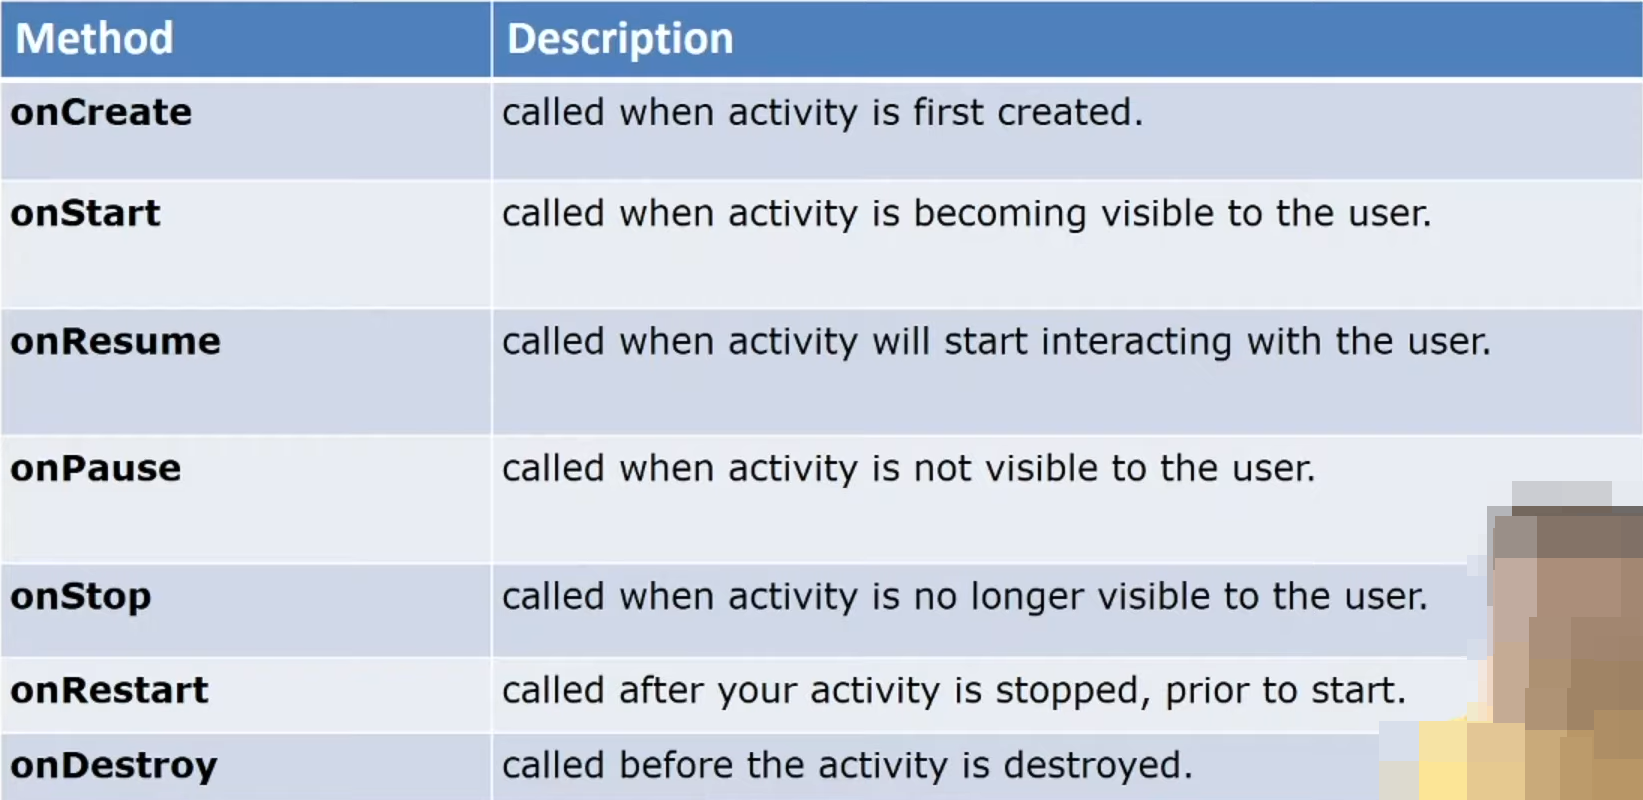 Method Description
onCreate called when activity is first created.
onStart called when activity is becoming visible to the user.
onResume called when activity will start interacting with the user.
onPause called when activity is not visible to the user.
onStop called when activity is no longer visible to the user.
onRestart called after your activity is stopped, prior to start.
onDestroy called before the activity is destroyed.